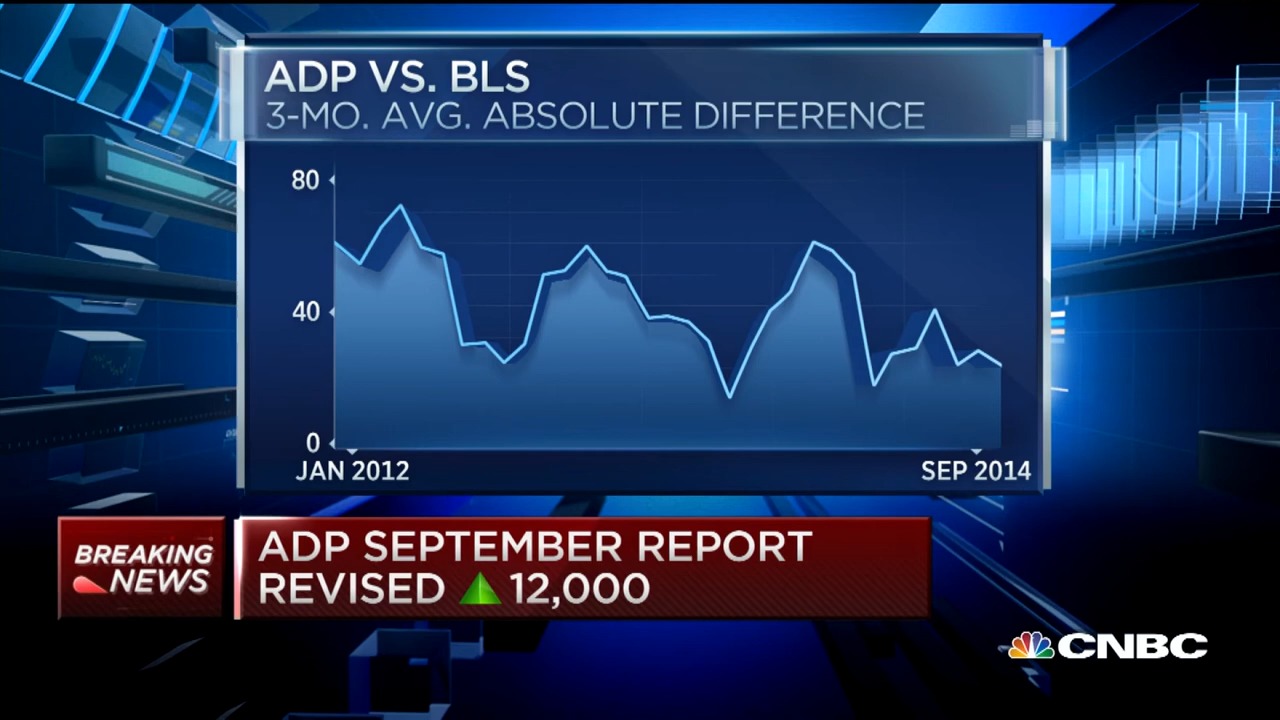 ADP VS. BLS
3-MO. AVG. ABSOLUTE DIFFERENCE
80
40
0
JAN 2012
SEP 2014
BREAKING
NEWS
ADP SEPTEMBER REPORT
REVISED ▲ 12,000
CNBC